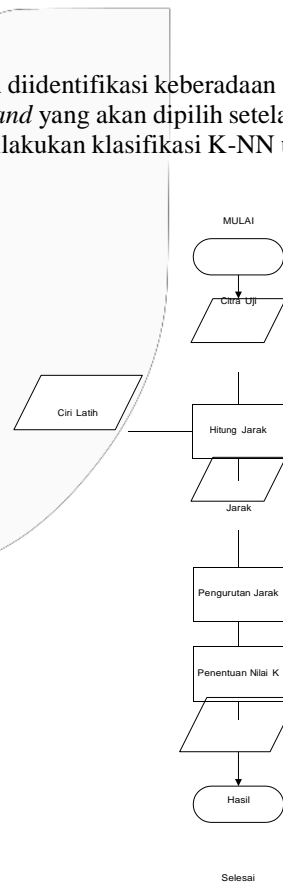 diidentifikasi keberadaan
and yang akan dipilih setela
lakukan klasifikasi K-NN
MULAI
Citra Uji
Ciri Latih
Hitung Jarak
Jarak
Pengurutan Jarak
Penentuan Nilai K
Hasil
Selesai